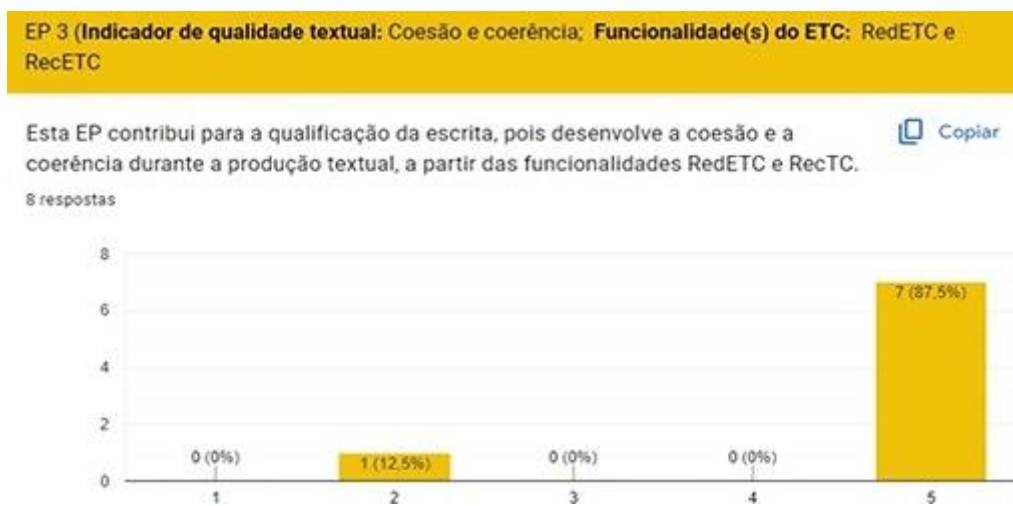 EP 3 (Indicador de qualidade textual: Coesão e coerência; Funcionalidade(s) do ETC: RedETC e
RecETC
Esta EP contribui para a qualificação da escrita, pois desenvolve a coesão e a
coerência durante a produção textual, a partir das funcionalidades RedETC e RecTC.
Copiar
8 respostas
8
6
4
2
0
0 (0%)
1 (12,5%)
0 (0%)
0 (0%)
7 (87,5%)
1
2
3
4
5